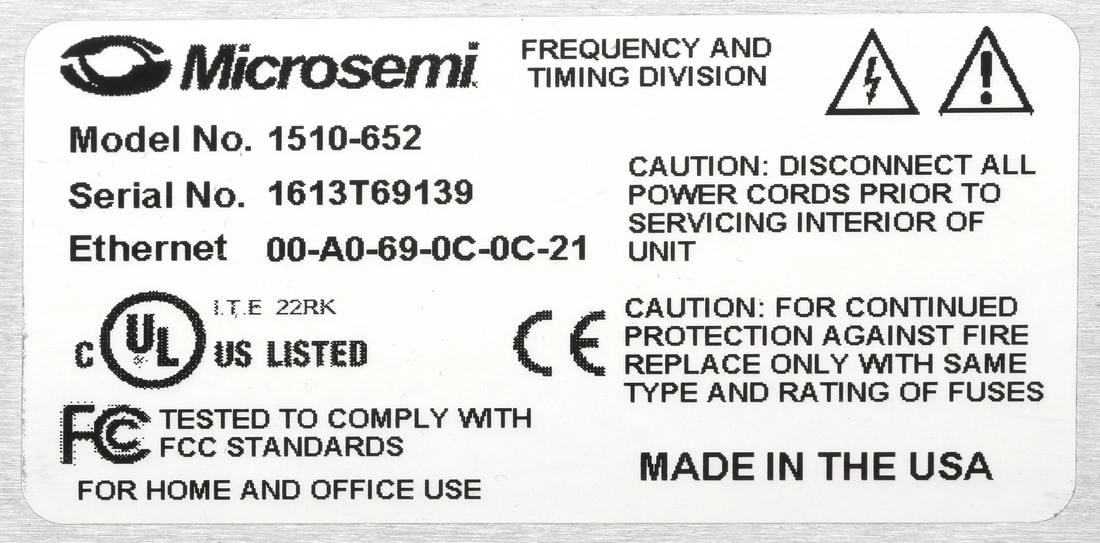 Microsemi
FREQUENCY AND
TIMING DIVISION
Model No. 1510-652
Serial No. 1613T69139
Ethernet 00-A0-69-0C-0C-21
CAUTION: DISCONNECT ALL
POWER CORDS PRIOR TO
SERVICING INTERIOR OF
UNIT
I.T.E 22RK
C UL US LISTED
CE
CAUTION: FOR CONTINUED
PROTECTION AGAINST FIRE
REPLACE ONLY WITH SAME
TYPE AND RATING OF FUSES
FCC TESTED TO COMPLY WITH
FCC STANDARDS
FOR HOME AND OFFICE USE
MADE IN THE USA